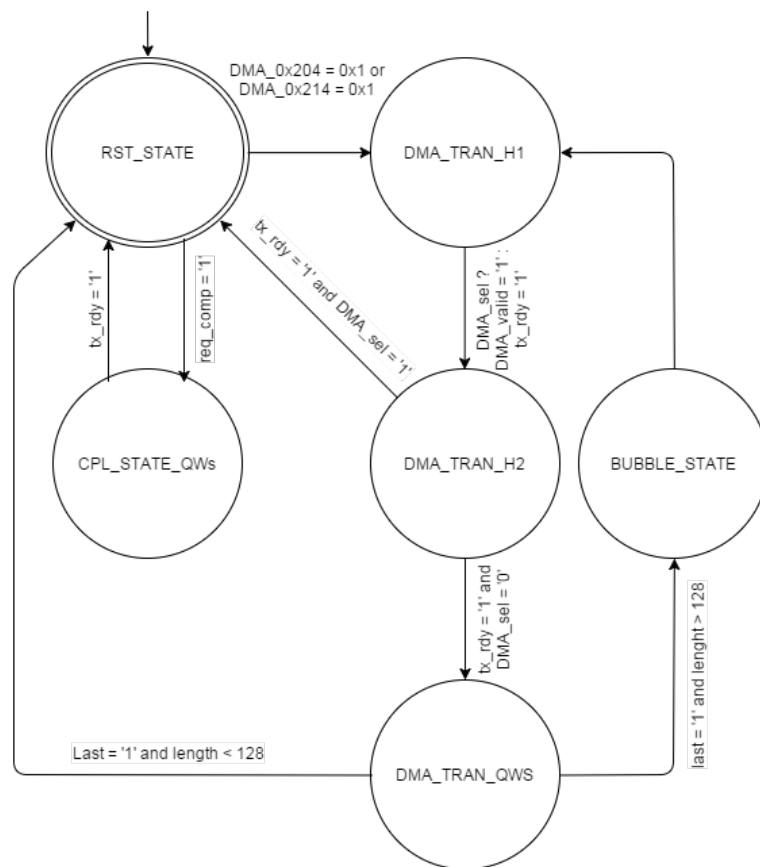 DMA_0x204 = 0x1 or
DMA_0x214 = 0x1
RST_STATE
DMA_TRAN_H1
tx_rdy = '1'
req_comp = '1'
tx_rdy = '1' and DMA_sel = '1'
DMA_sel ?
DMA_valid = '1' :
tx_rdy = '1'
CPL_STATE_QWs
DMA_TRAN_H2
BUBBLE_STATE
tx_rdy = '1' and
DMA_sel = '0'
last = '1' and lenght > 128
Last = '1' and length < 128
DMA_TRAN_QWS